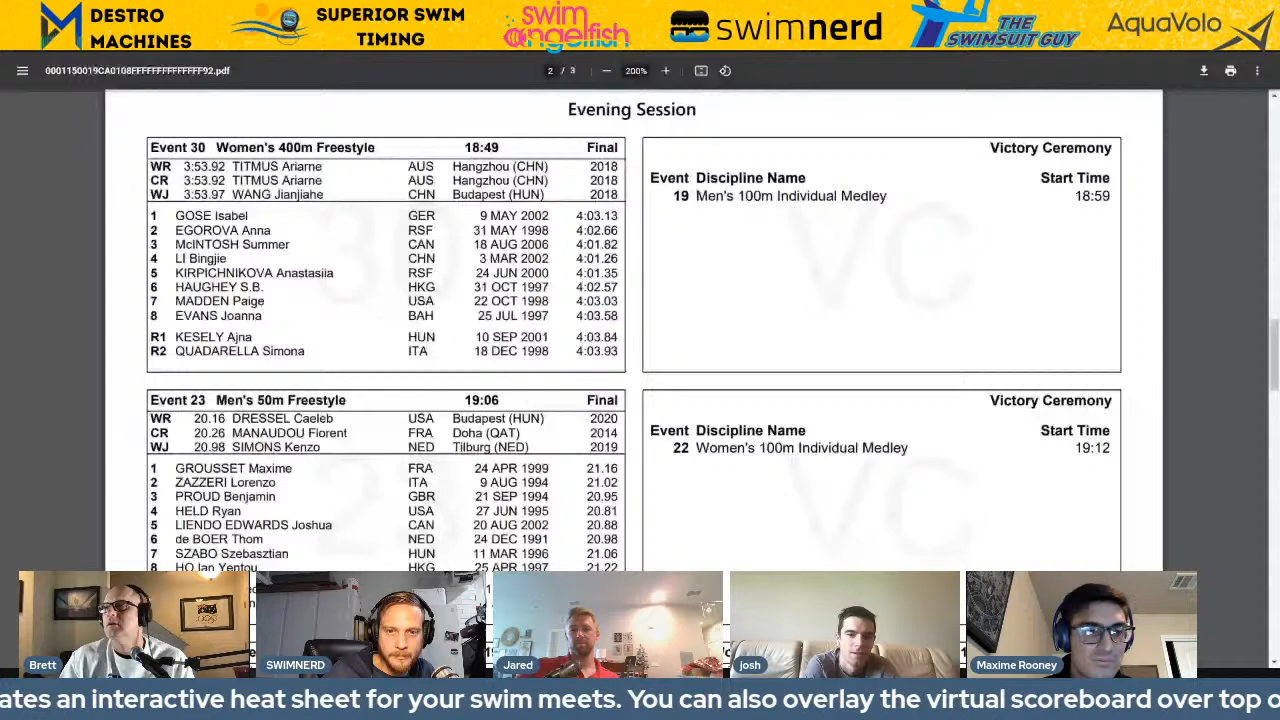 DESTRO
MACHINES
SUPERIOR SWIM
TIMING
swim
angelfish
swimnerd
THE
SWIMSUIT GUY
AquaVolo
2 / 3
200%
Evening Session
Event 30 Women's 400m Freestyle 18:49 Final
WR 3:53.92 TITMUS Ariarne AUS Hangzhou (CHN) 2018
CR 3:53.92 TITMUS Ariarne AUS Hangzhou (CHN) 2018
WJ 3:53.97 WANG Jianjiahe CHN Budapest (HUN) 2018
1 GOSE Isabel GER 9 MAY 2002 4:03.13
2 EGOROVA Anna RSF 31 MAY 1998 4:02.66
3 McINTOSH Summer CAN 18 AUG 2006 4:01.82
4 LI Bingjie CHN 3 MAR 2002 4:01.26
5 KIRPICHNIKOVA Anastasiia RSF 24 JUN 2000 4:01.35
6 HAUGHEY S.B. HKG 31 OCT 1997 4:02.57
7 MADDEN Paige USA 22 OCT 1998 4:03.03
8 EVANS Joanna BAH 25 JUL 1997 4:03.58
R1 KESELY Ajna HUN 10 SEP 2001 4:03.84
R2 QUADARELLA Simona ITA 18 DEC 1998 4:03.93
Victory Ceremony
Event Discipline Name Start Time
19 Men's 100m Individual Medley 18:59
VC
Event 23 Men's 50m Freestyle 19:06 Final
WR 20.16 DRESSEL Caeleb USA Budapest (HUN) 2020
CR 20.26 MANAUDOU Florent FRA Doha (QAT) 2014
WJ 20.98 SIMONS Kenzo NED Tilburg (NED) 2019
1 GROUSSET Maxime FRA 24 APR 1999 21.16
2 ZAZZERI Lorenzo ITA 9 AUG 1994 21.02
3 PROUD Benjamin GBR 21 SEP 1994 20.95
4 HELD Ryan USA 27 JUN 1995 20.81
5 LIENDO EDWARDS Joshua CAN 20 AUG 2002 20.88
6 de BOER Thom NED 24 DEC 1991 20.98
7 SZABO Szebasztian HUN 11 MAR 1996 21.06
8 HO Ian Yentou HKG 25 APR 1997 21.22
Victory Ceremony
Event Discipline Name Start Time
22 Women's 100m Individual Medley 19:12
VC
Brett
SWIMNERD
Jared
josh
Maxime Rooney
ates an interactive heat sheet for your swim meets. You can also overlay the virtual scoreboard over top